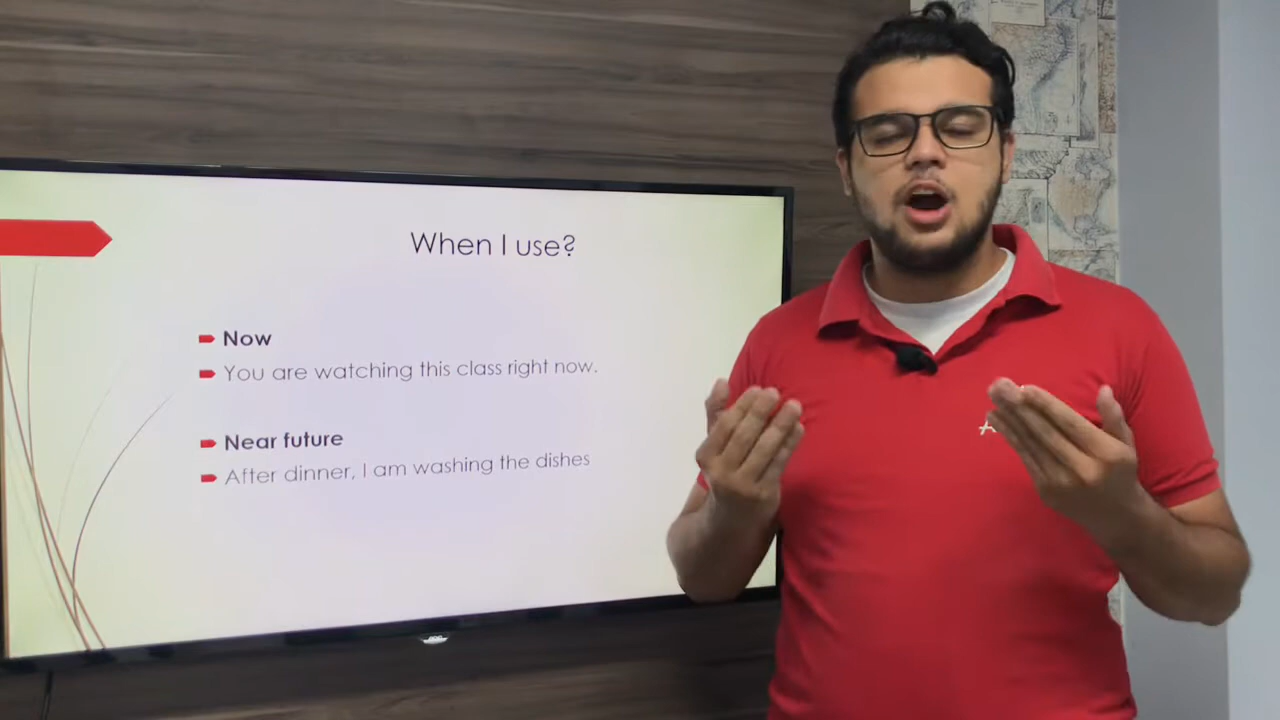 When I use?
Now
You are watching this class right now.
Near future
After dinner, I am washing the dishes